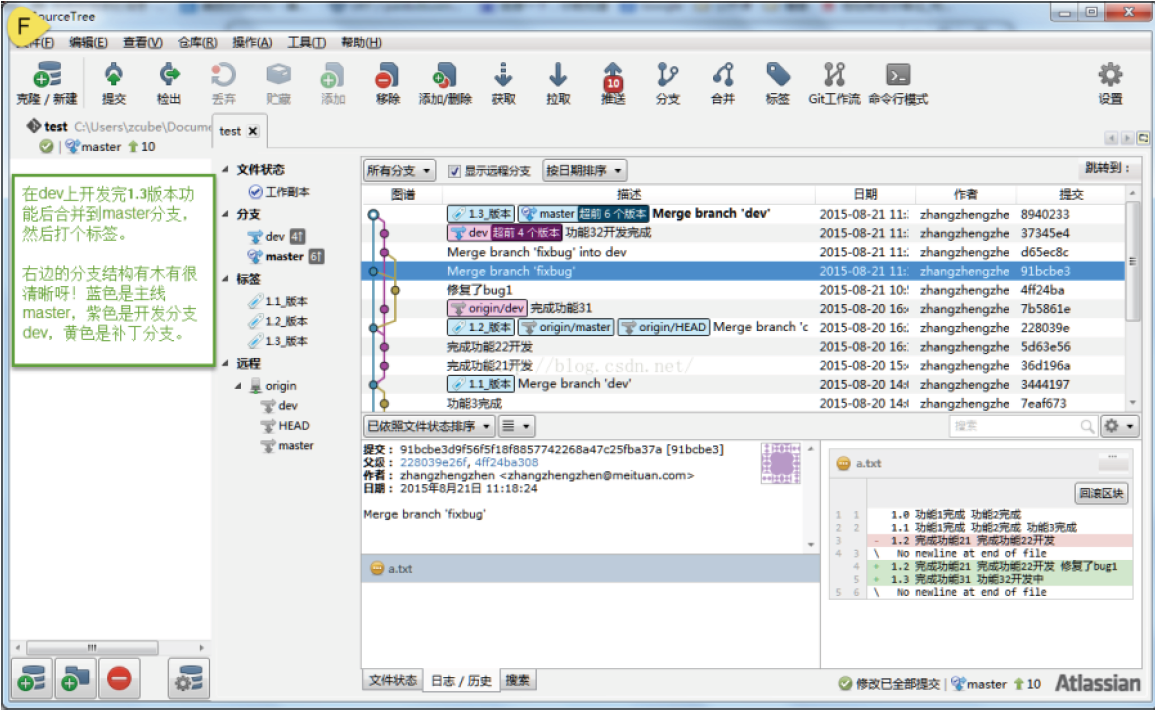 F
SourceTree
文件(F) 编辑(E) 查看(V) 仓库(R) 操作(A) 工具(T) 帮助(H)
克隆 / 新建 提交 检出 丢弃 贮藏 添加 移除 添加/删除 获取 拉取 10 推送 分支 合并 标签 Git工作流 命令行模式 设置
test C:\Users\zcube\Docume
master 10
test
在dev上开发完1.3版本功
能后合并到master分支，
然后打个标签。
右边的分支结构有木有很
清晰呀！蓝色是主线
master，紫色是开发分支
dev，黄色是补丁分支。
文件状态
工作副本
分支
dev 4↑
master 6↑
标签
1.1_版本
1.2_版本
1.3_版本
远程
origin
dev
HEAD
master
所有分支 显示远程分支 按日期排序 跳转到：
图谱 描述 日期 作者 提交
1.3_版本 master 超前 6 个版本 Merge branch 'dev' 2015-08-21 11: zhangzhengzhe 8940233
dev 超前 4 个版本 功能32开发完成 2015-08-21 11: zhangzhengzhe 37345e4
Merge branch 'fixbug' into dev 2015-08-21 11: zhangzhengzhe d65ec8c
Merge branch 'fixbug' 2015-08-21 11: zhangzhengzhe 91bcbe3
修复了bug1 2015-08-21 10: zhangzhengzhe 4ff24ba
origin/dev 完成功能31 2015-08-20 16: zhangzhengzhe 7b5861e
1.2_版本 origin/master origin/HEAD Merge branch 'c 2015-08-20 16: zhangzhengzhe 228039e
完成功能22开发 2015-08-20 16: zhangzhengzhe 5d63e56
完成功能21开发 2015-08-20 15: zhangzhengzhe 36d196a
//blog.csdn.net/
1.1_版本 Merge branch 'dev' 2015-08-20 14: zhangzhengzhe 3444197
功能3完成 2015-08-20 14: zhangzhengzhe 7eaf673
已依照文件状态排序 搜索
提交： 91bcbe3d9f56f5f18f8857742268a47c25fba37a [91bcbe3]
父级： 228039e26f, 4ff24ba308
作者： zhangzhengzhen <zhangzhengzhen@meituan.com>
日期： 2015年8月21日 11:18:24
Merge branch 'fixbug'
a.txt
a.txt
回滚区块
1 1 1.0 功能1完成 功能2完成
2 2 1.1 功能1完成 功能2完成 功能3完成
3 - 1.2 完成功能21 完成功能22开发
4 3 \ No newline at end of file
4 + 1.2 完成功能21 完成功能22开发 修复了bug1
5 + 1.3 完成功能31 功能32开发中
5 6 \ No newline at end of file
文件状态 日志 / 历史 搜索
修改已全部提交 master 10 Atlassian